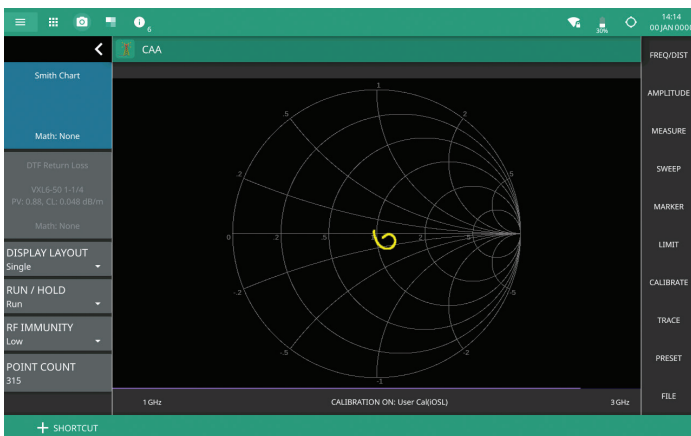 6
30%
14:14
00 JAN 0000
CAA
Smith Chart
Math: None
DTF Return Loss
VXL6-50 1-1/4
PV: 0.88, CL: 0.048 dB/m
Math: None
DISPLAY LAYOUT
Single
RUN / HOLD
Run
RF IMMUNITY
Low
POINT COUNT
315
1
.5
2
.2
5
0
.2
.5
1
2
5
-.2
-5
-.5
-2
-1
1 GHz
CALIBRATION ON: User Cal(iOSL)
3 GHz
FREQ/DIST
AMPLITUDE
MEASURE
SWEEP
MARKER
LIMIT
CALIBRATE
TRACE
PRESET
FILE
+ SHORTCUT